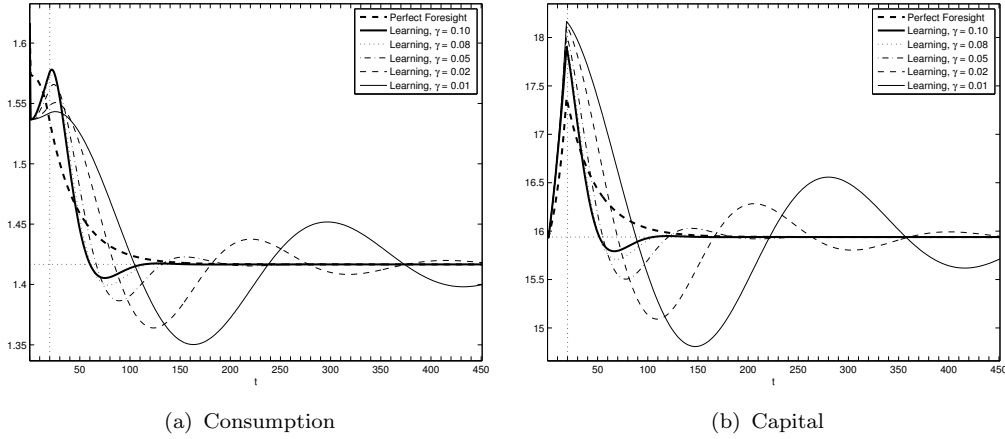 Perfect Foresight
Learning, γ = 0.10
Learning, γ = 0.08
Learning, γ = 0.05
Learning, γ = 0.02
Learning, γ = 0.01
1.6
1.55
1.5
1.45
1.4
1.35
50 100 150 200 250 300 350 400 450
t
(a) Consumption
Perfect Foresight
Learning, γ = 0.10
Learning, γ = 0.08
Learning, γ = 0.05
Learning, γ = 0.02
Learning, γ = 0.01
18
17.5
17
16.5
16
15.5
15
50 100 150 200 250 300 350 400 450
t
(b) Capital